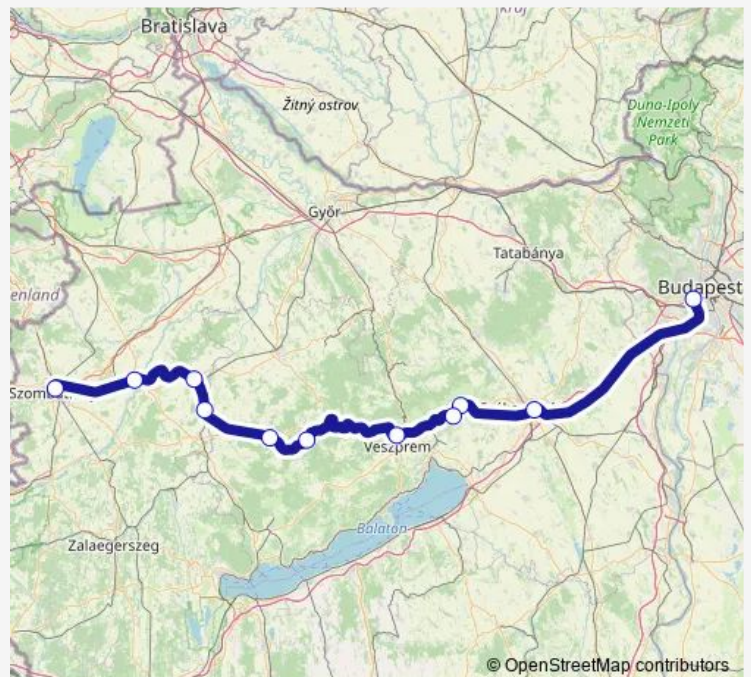 Bratislava
Žitný ostrov
Duna-Ipoly
Nemzeti
Park
Győr
Tatabánya
Budapest
enland
Veszprém
Balaton
Zalaegerszeg
© OpenStreetMap contributors